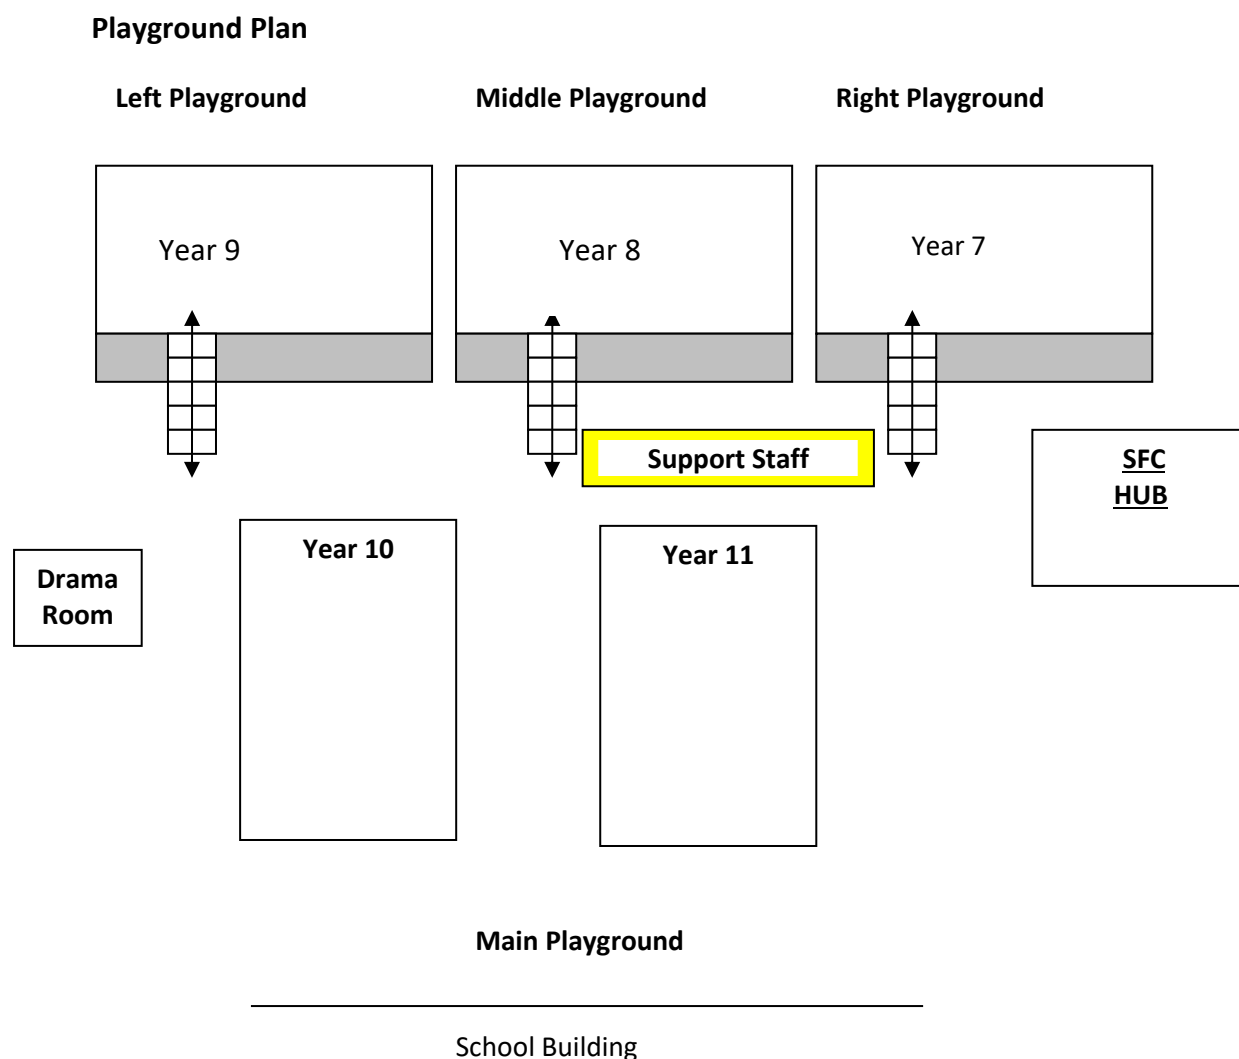 Playground Plan
Left Playground
Middle Playground
Right Playground
Year 9
Year 8
Year 7
Support Staff
SFC
HUB
Year 10
Year 11
Drama
Room
Main Playground
School Building